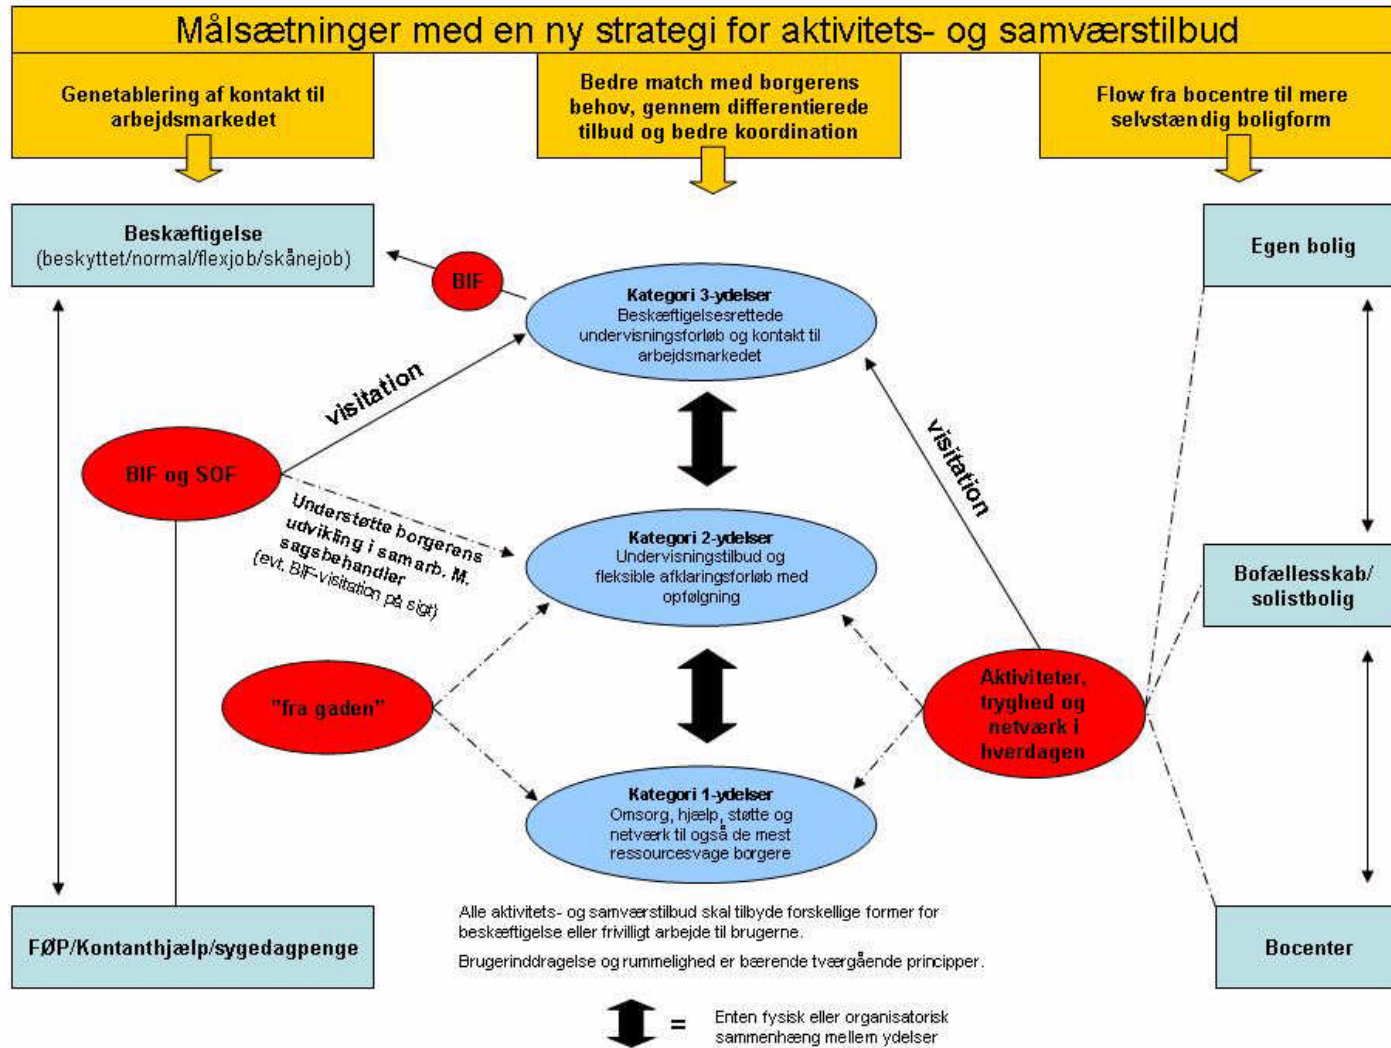 Målsætninger med en ny strategi for aktivitets- og samværstilbud
Genetablering af kontakt til
arbejdsmarkedet
Bedre match med borgerens
behov, gennem differentierede
tilbud og bedre koordination
Flow fra bocentre til mere
selvstændig boligform
Beskæftigelse
(beskyttet/normal/flexjob/skånejob)
BIF
Kategori 3-ydelser
Beskæftigelsesrettede
undervisningsforløb og kontakt til
arbejdsmarkedet
Egen bolig
visitation
visitation
BIF og SOF
Understøtte borgerens
udvikling i samarb. M.
sagsbehandler
(evt. BIF-visitation på sigt)
Kategori 2-ydelser
Undervisningstilbud og
fleksible afklaringsforløb med
opfølgning
Bofællesskab/
solistbolig
"fra gaden"
Aktiviteter,
tryghed og
netværk i
hverdagen
Kategori 1-ydelser
Omsorg, hjælp, støtte og
netværk til også de mest
ressourcesvage borgere
FØP/Kontanthjælp/sygedagpenge
Alle aktivitets- og samværstilbud skal tilbyde forskellige former for
beskæftigelse eller frivilligt arbejde til brugerne.
Brugerinddragelse og rummelighed er bærende tværgående principper.
Bocenter
= Enten fysisk eller organisatorisk
sammenhæng mellem ydelser